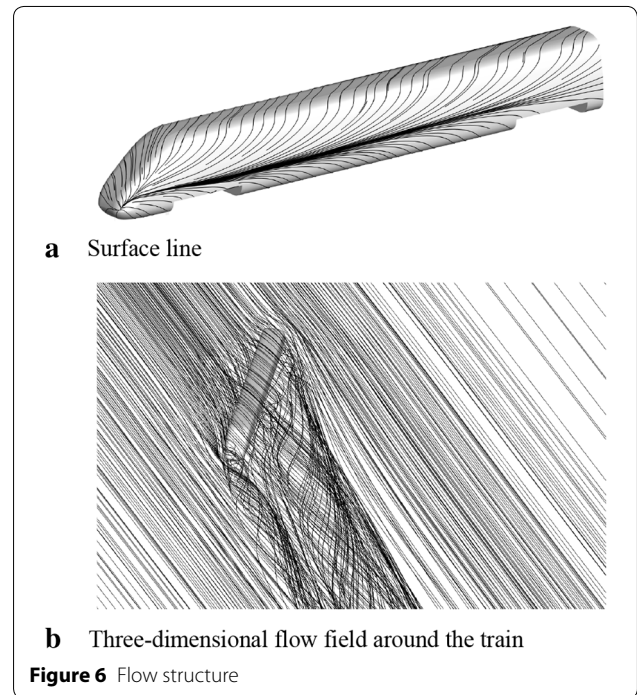 a Surface line
b Three-dimensional flow field around the train
Figure 6 Flow structure